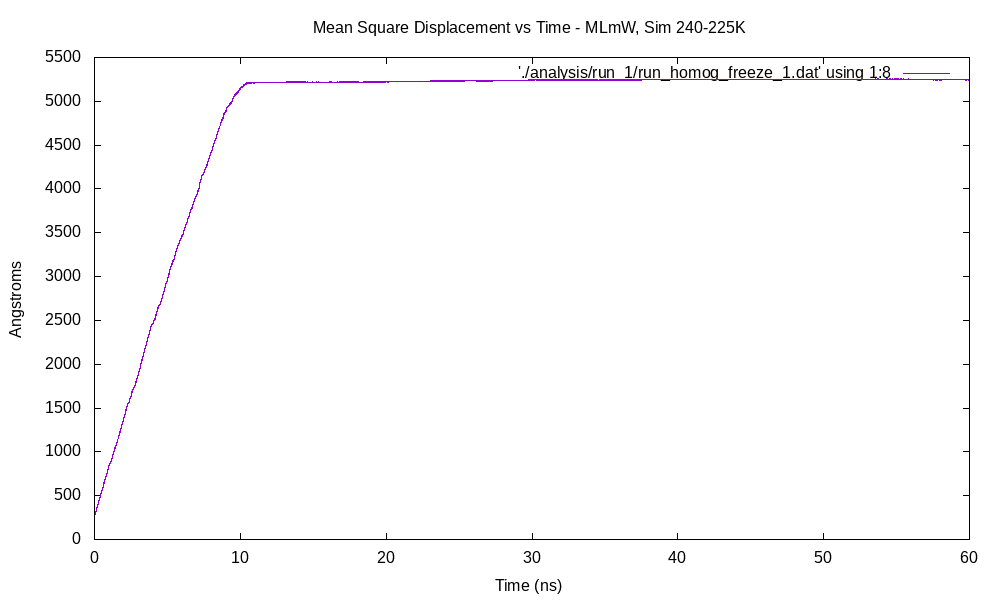 Mean Square Displacement vs Time - MLmW, Sim 240-225K
'./analysis/run_1/run_homog_freeze_1.dat' using 1:8
5500
5000
4500
4000
3500
3000
2500
2000
1500
1000
500
0
Angstroms
0 10 20 30 40 50 60
Time (ns)